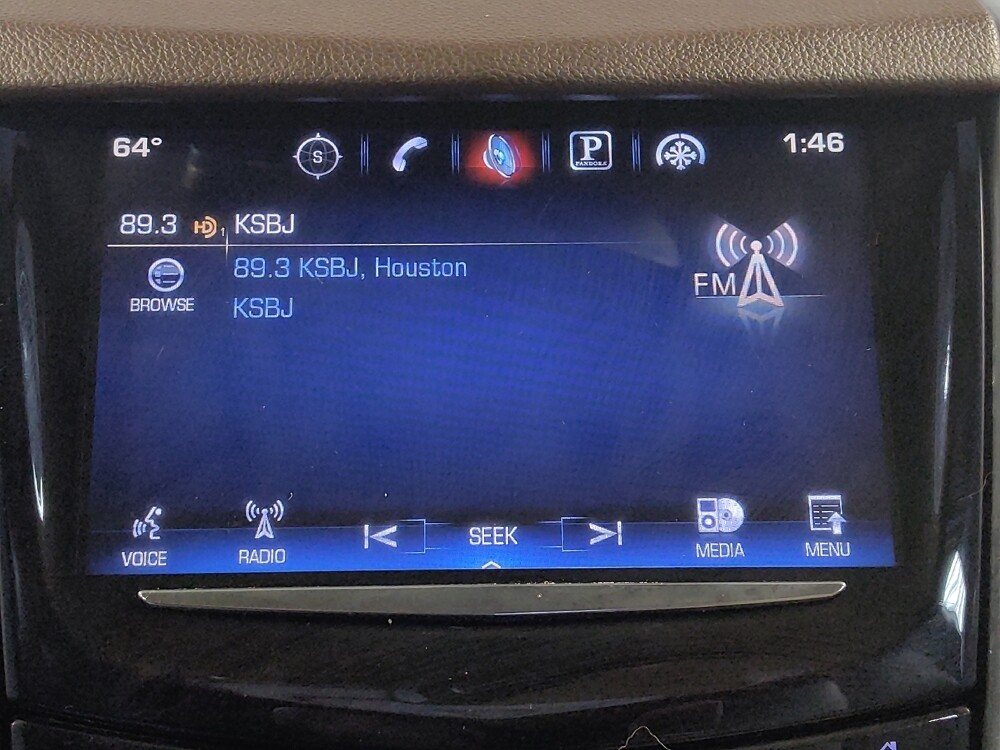 64°
S
P
PANDORA
1:46
89.3 HD 1 KSBJ
89.3 KSBJ, Houston
BROWSE
KSBJ
FM
VOICE
RADIO
SEEK
MEDIA
MENU